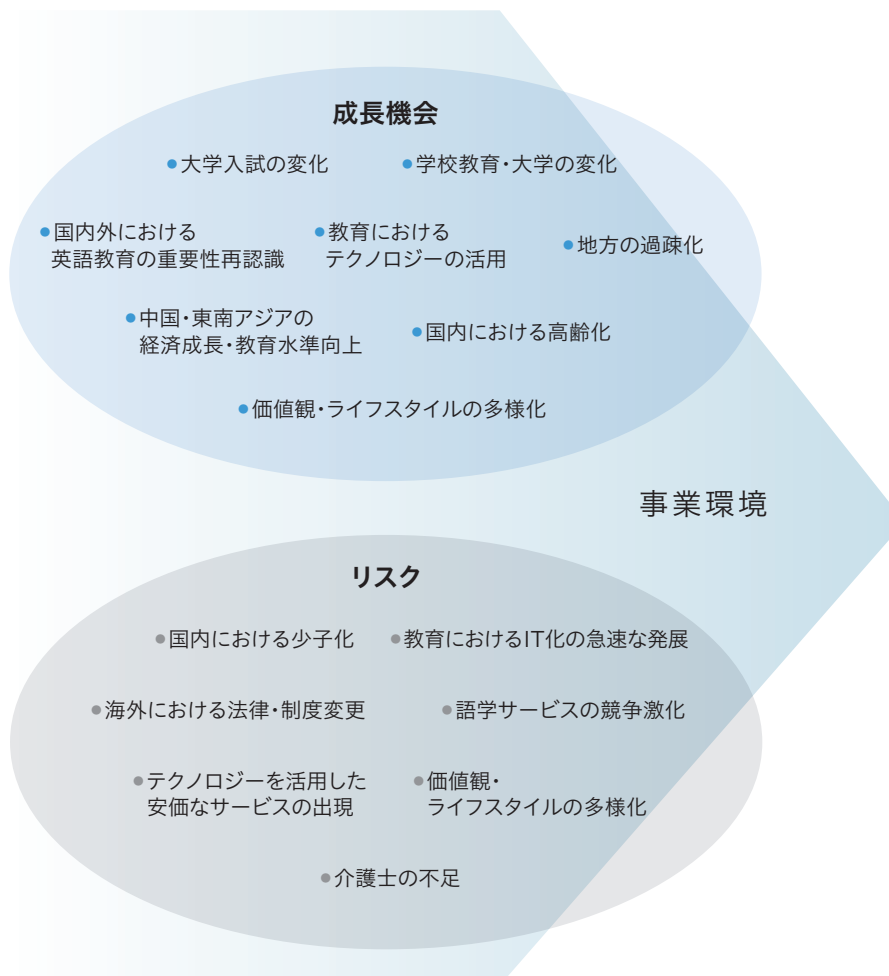 成長機会
●大学入試の変化
●学校教育・大学の変化
●国内外における
英語教育の重要性再認識
●教育における
テクノロジーの活用
●地方の過疎化
●中国・東南アジアの
経済成長・教育水準向上
●国内における高齢化
●価値観・ライフスタイルの多様化
事業環境
リスク
●国内における少子化
●教育におけるIT化の急速な発展
●海外における法律・制度変更
●語学サービスの競争激化
●テクノロジーを活用した
安価なサービスの出現
●価値観・
ライフスタイルの多様化
●介護士の不足